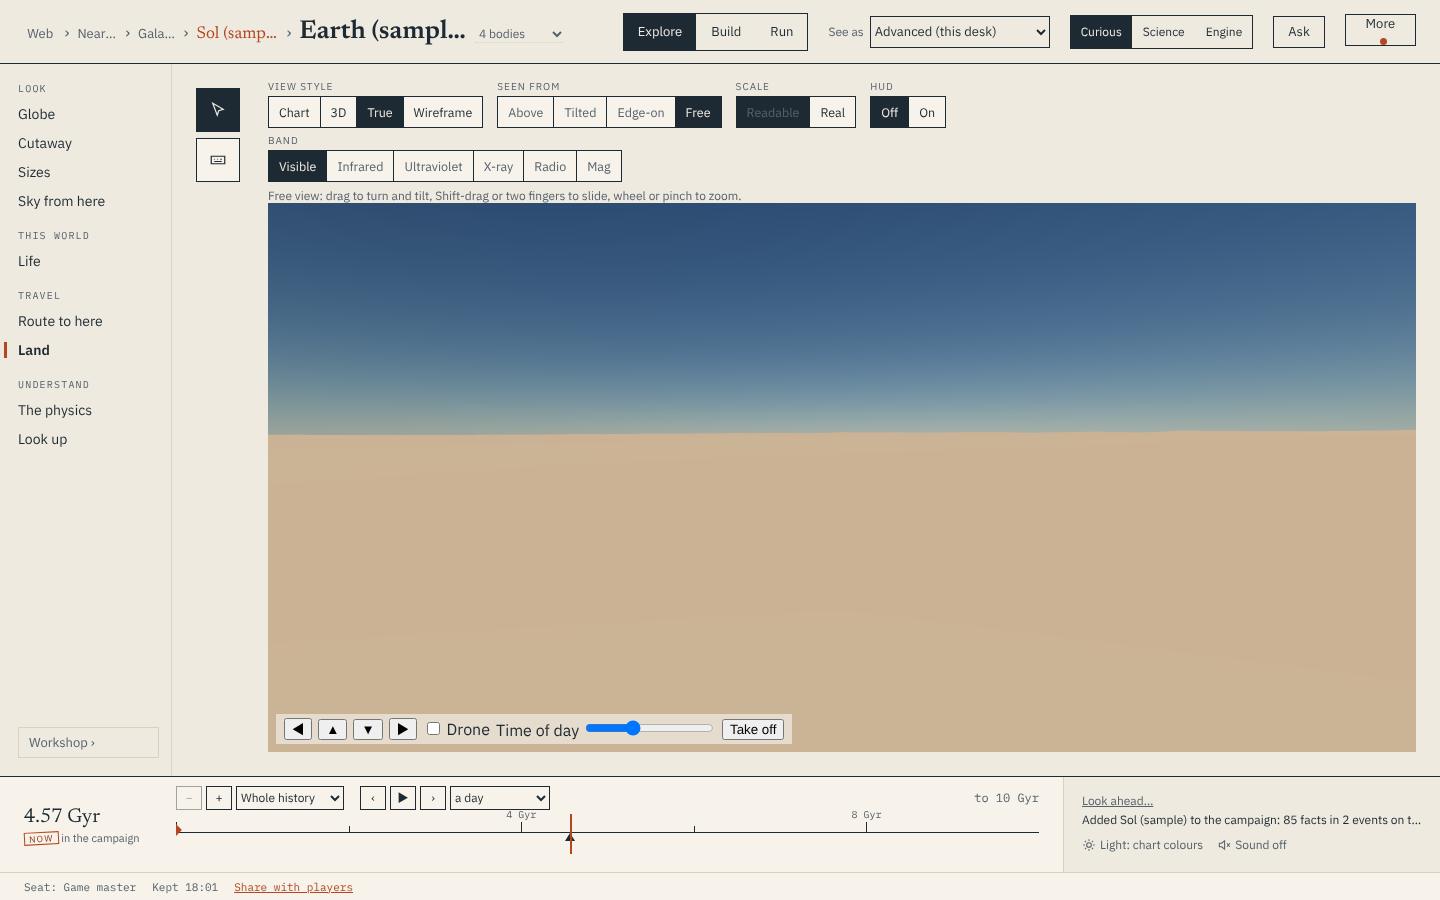 Web › Near... › Gala... › Sol (samp... › Earth (sampl... 4 bodies
Explore Build Run
See as Advanced (this desk)
Curious Science Engine
Ask
More
LOOK
Globe
Cutaway
Sizes
Sky from here
THIS WORLD
Life
TRAVEL
Route to here
Land
UNDERSTAND
The physics
Look up
Workshop ›
VIEW STYLE
Chart 3D True Wireframe
SEEN FROM
Above Tilted Edge-on Free
SCALE
Readable Real
HUD
Off On
BAND
Visible Infrared Ultraviolet X-ray Radio Mag
Free view: drag to turn and tilt, Shift-drag or two fingers to slide, wheel or pinch to zoom.
Drone Time of day Take off
4.57 Gyr
NOW in the campaign
− + Whole history ‹ › a day
to 10 Gyr
4 Gyr 8 Gyr
Look ahead...
Added Sol (sample) to the campaign: 85 facts in 2 events on t...
Light: chart colours Sound off
Seat: Game master Kept 18:01 Share with players